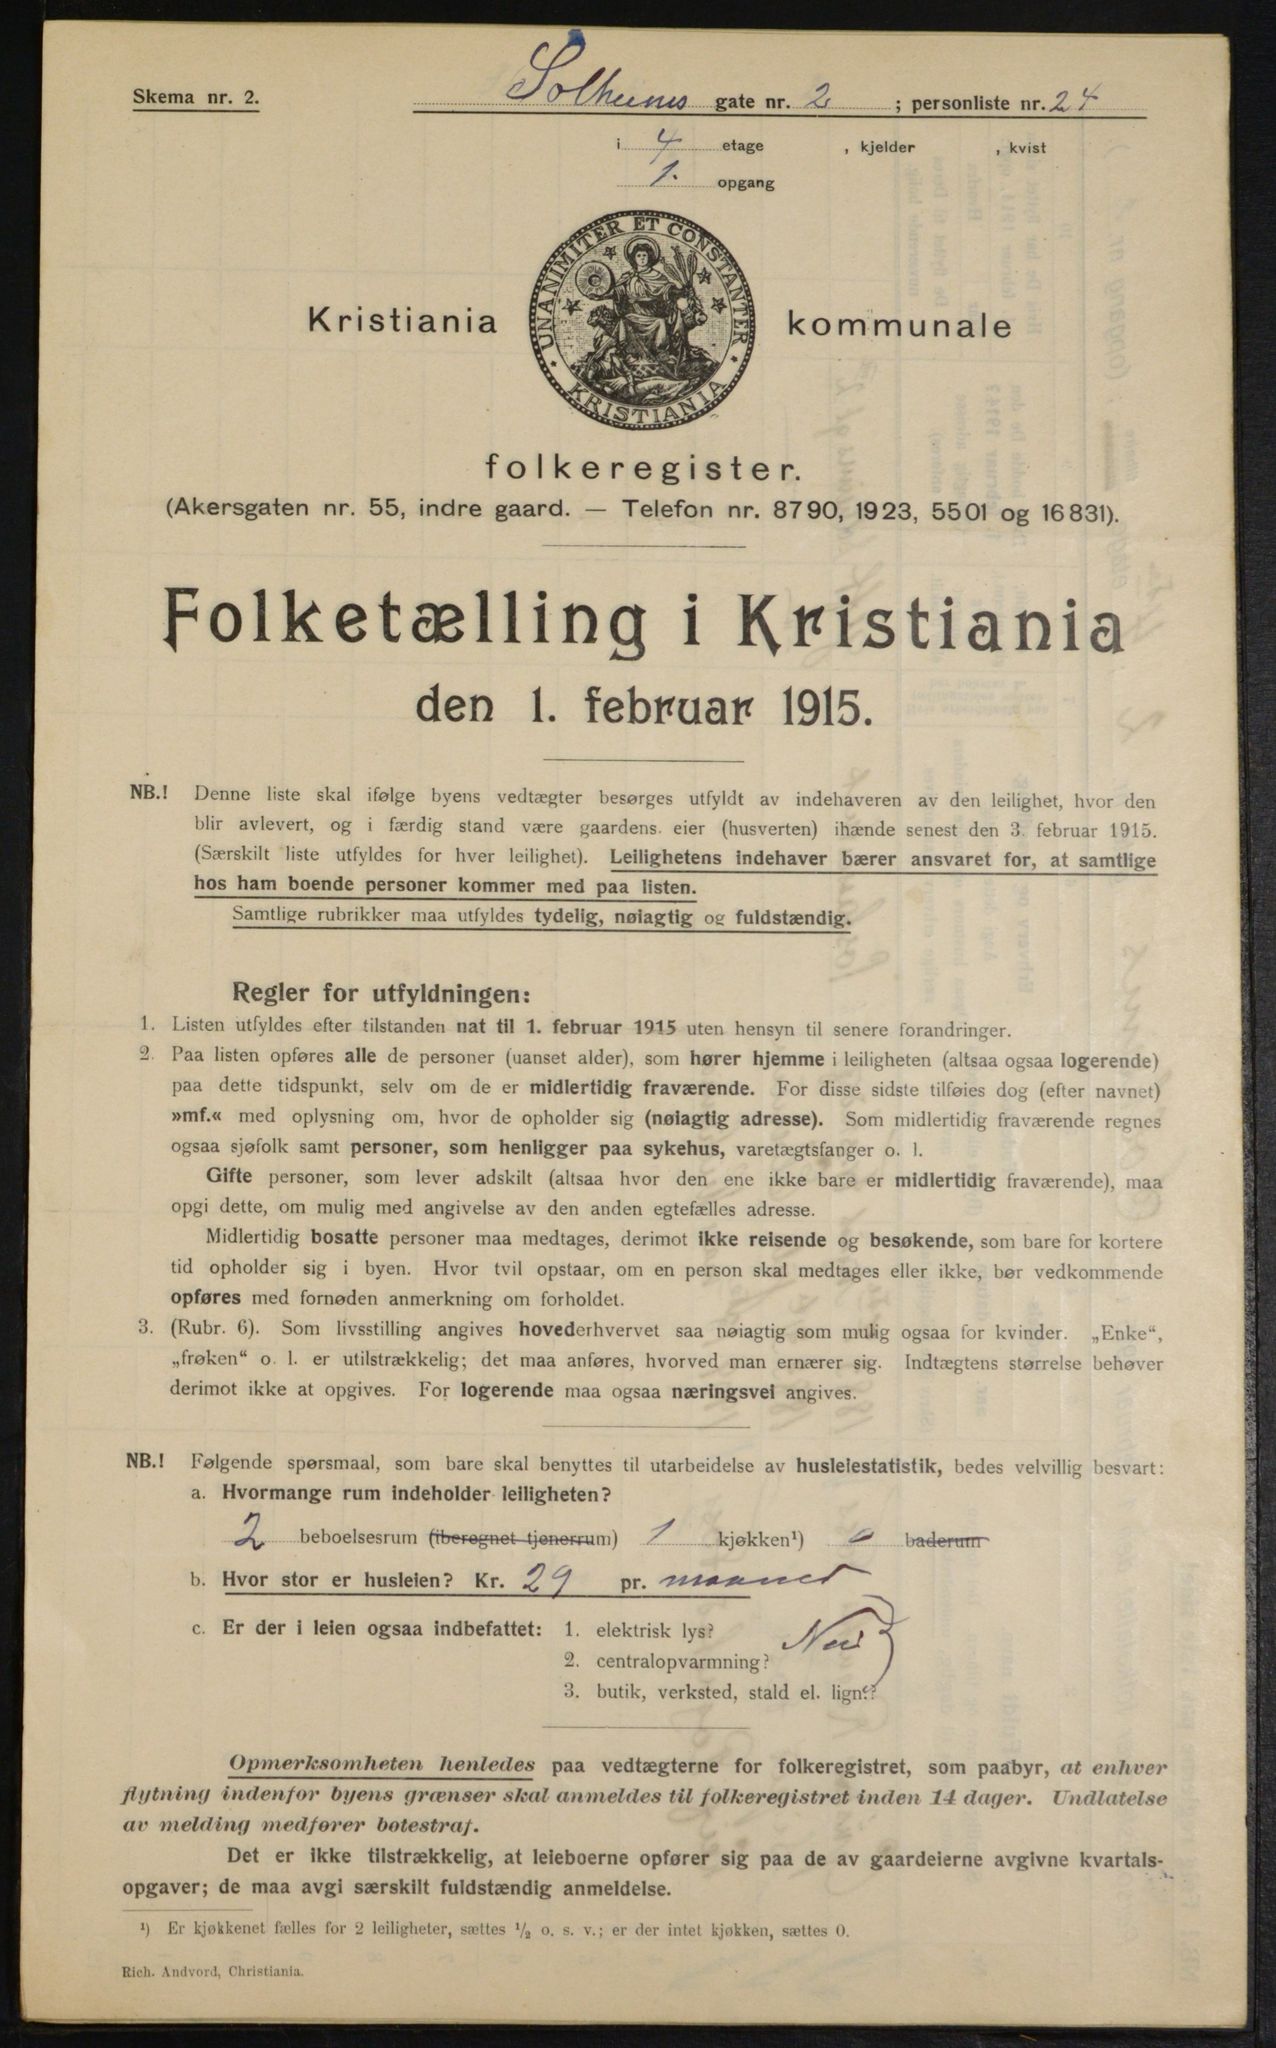 Skema nr. 2.
Solheims gate nr. 2 ; personliste nr. 24
i 4 etage , kjelder , kvist
1. opgang
UNANIMITER ET CONSTANTER
KRISTIANIA
Kristiania kommunale
folkeregister.
(Akersgaten nr. 55, indre gaard. — Telefon nr. 8790, 1923, 5501 og 16831).
Folketælling i Kristiania
den 1. februar 1915.
NB.! Denne liste skal ifølge byens vedtægter besørges utfyldt av indehaveren av den leilighet, hvor den
blir avlevert, og i færdig stand være gaardens eier (husverten) ihænde senest den 3. februar 1915.
(Særskilt liste utfyldes for hver leilighet). Leilighetens indehaver bærer ansvaret for, at samtlige
hos ham boende personer kommer med paa listen.
Samtlige rubrikker maa utfyldes tydelig, nøiagtig og fuldstændig.
Regler for utfyldningen:
1. Listen utfyldes efter tilstanden nat til 1. februar 1915 uten hensyn til senere forandringer.
2. Paa listen opføres alle de personer (uanset alder), som hører hjemme i leiligheten (altsaa ogsaa logerende)
paa dette tidspunkt, selv om de er midlertidig fraværende. For disse sidste tilføies dog (efter navnet)
»mf.« med oplysning om, hvor de opholder sig (nøiagtig adresse). Som midlertidig fraværende regnes
ogsaa sjøfolk samt personer, som henligger paa sykehus, varetægtsfanger o. l.
Gifte personer, som lever adskilt (altsaa hvor den ene ikke bare er midlertidig fraværende), maa
opgi dette, om mulig med angivelse av den anden egtefælles adresse.
Midlertidig bosatte personer maa medtages, derimot ikke reisende og besøkende, som bare for kortere
tid opholder sig i byen. Hvor tvil opstaar, om en person skal medtages eller ikke, bør vedkommende
opføres med fornøden anmerkning om forholdet.
3. (Rubr. 6). Som livsstilling angives hovederhvervet saa nøiagtig som mulig ogsaa for kvinder. „Enke“,
„frøken“ o. l. er utilstrækkelig; det maa anføres, hvorved man ernærer sig. Indtægtens størrelse behøver
derimot ikke at opgives. For logerende maa ogsaa næringsvei angives.
NB.! Følgende spørsmaal, som bare skal benyttes til utarbeidelse av husleiestatistik, bedes velvillig besvart:
a. Hvormange rum indeholder leiligheten?
2 beboelsesrum (iberegnet tjenerrum) 1 kjøkken¹) 0 baderum
b. Hvor stor er husleien? Kr. 29 pr. maaned
c. Er der i leien ogsaa indbefattet: 1. elektrisk lys?
2. centralopvarmning? Nei
3. butik, verksted, stald el. lign.?
Opmerksomheten henledes paa vedtægterne for folkeregistret, som paabyr, at enhver
flytning indenfor byens grænser skal anmeldes til folkeregistret inden 14 dager. Undlatelse
av melding medfører bøtestraf.
Det er ikke tilstrækkelig, at leieboerne opfører sig paa de av gaardeierne avgivne kvartals-
opgaver; de maa avgi særskilt fuldstændig anmeldelse.
¹) Er kjøkkenet fælles for 2 leiligheter, sættes ½ o. s. v.; er der intet kjøkken, sættes 0.
Rich. Andvord, Christiania.